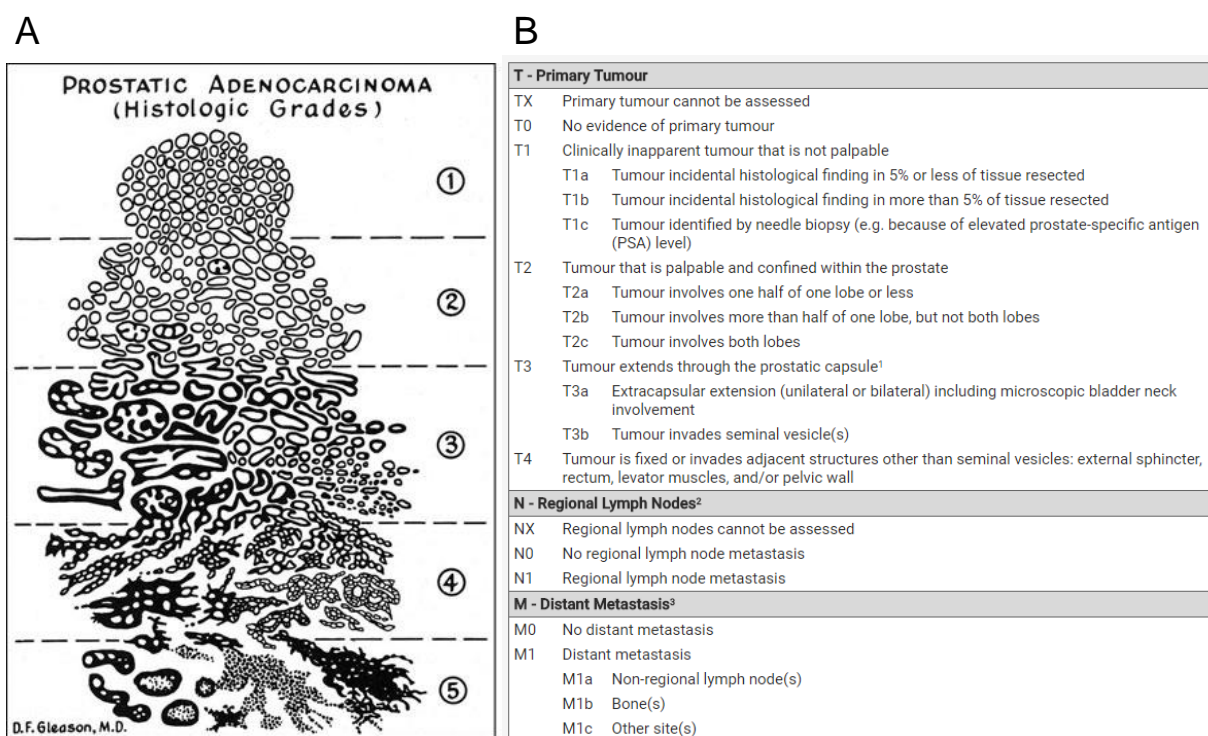 A
B
PROSTATIC ADENOCARCINOMA
(Histologic Grades)
1
2
3
4
5
D.F. Gleason, M.D.
T - Primary Tumour
TX Primary tumour cannot be assessed
T0 No evidence of primary tumour
T1 Clinically inapparent tumour that is not palpable
T1a Tumour incidental histological finding in 5% or less of tissue resected
T1b Tumour incidental histological finding in more than 5% of tissue resected
T1c Tumour identified by needle biopsy (e.g. because of elevated prostate-specific antigen
(PSA) level)
T2 Tumour that is palpable and confined within the prostate
T2a Tumour involves one half of one lobe or less
T2b Tumour involves more than half of one lobe, but not both lobes
T2c Tumour involves both lobes
T3 Tumour extends through the prostatic capsule¹
T3a Extracapsular extension (unilateral or bilateral) including microscopic bladder neck
involvement
T3b Tumour invades seminal vesicle(s)
T4 Tumour is fixed or invades adjacent structures other than seminal vesicles: external sphincter,
rectum, levator muscles, and/or pelvic wall
N - Regional Lymph Nodes²
NX Regional lymph nodes cannot be assessed
N0 No regional lymph node metastasis
N1 Regional lymph node metastasis
M - Distant Metastasis³
M0 No distant metastasis
M1 Distant metastasis
M1a Non-regional lymph node(s)
M1b Bone(s)
M1c Other site(s)